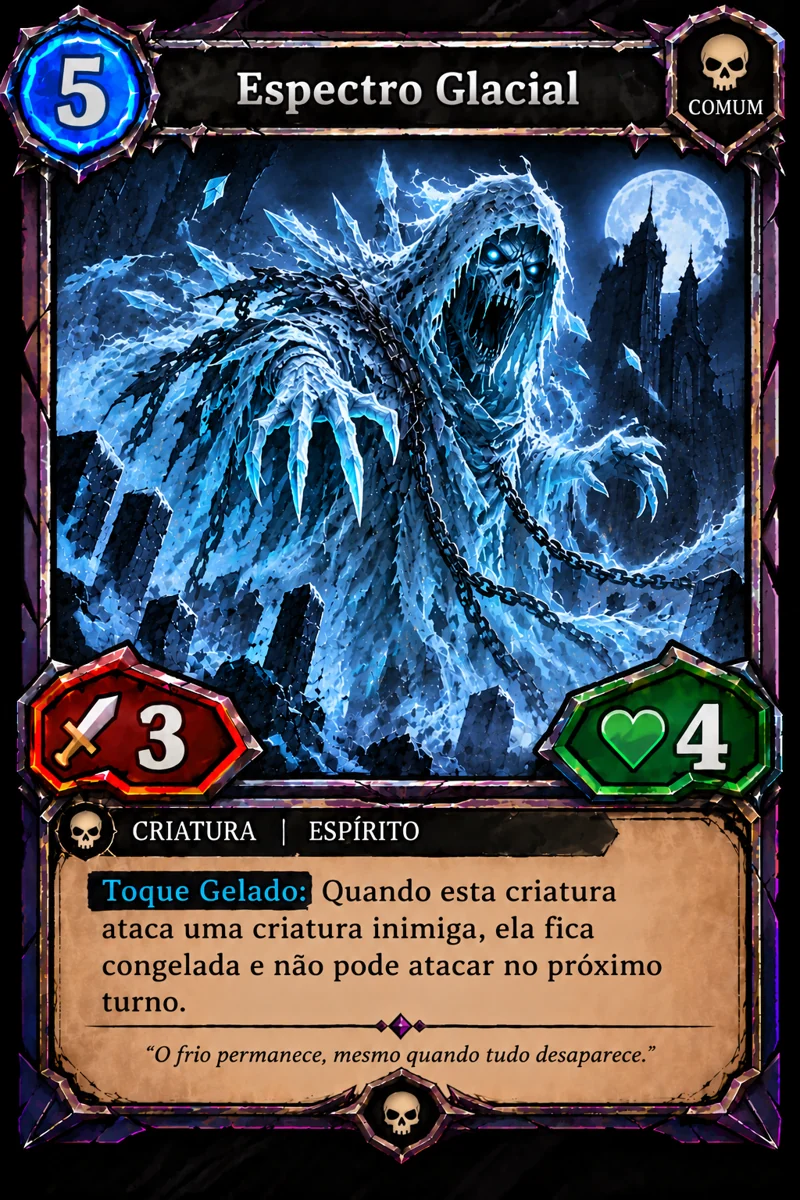 5
Espectro Glacial
COMUM
3
4
CRIATURA | ESPÍRITO
Toque Gelado: Quando esta criatura
ataca uma criatura inimiga, ela fica
congelada e não pode atacar no próximo
turno.
“O frio permanece, mesmo quando tudo desaparece.”